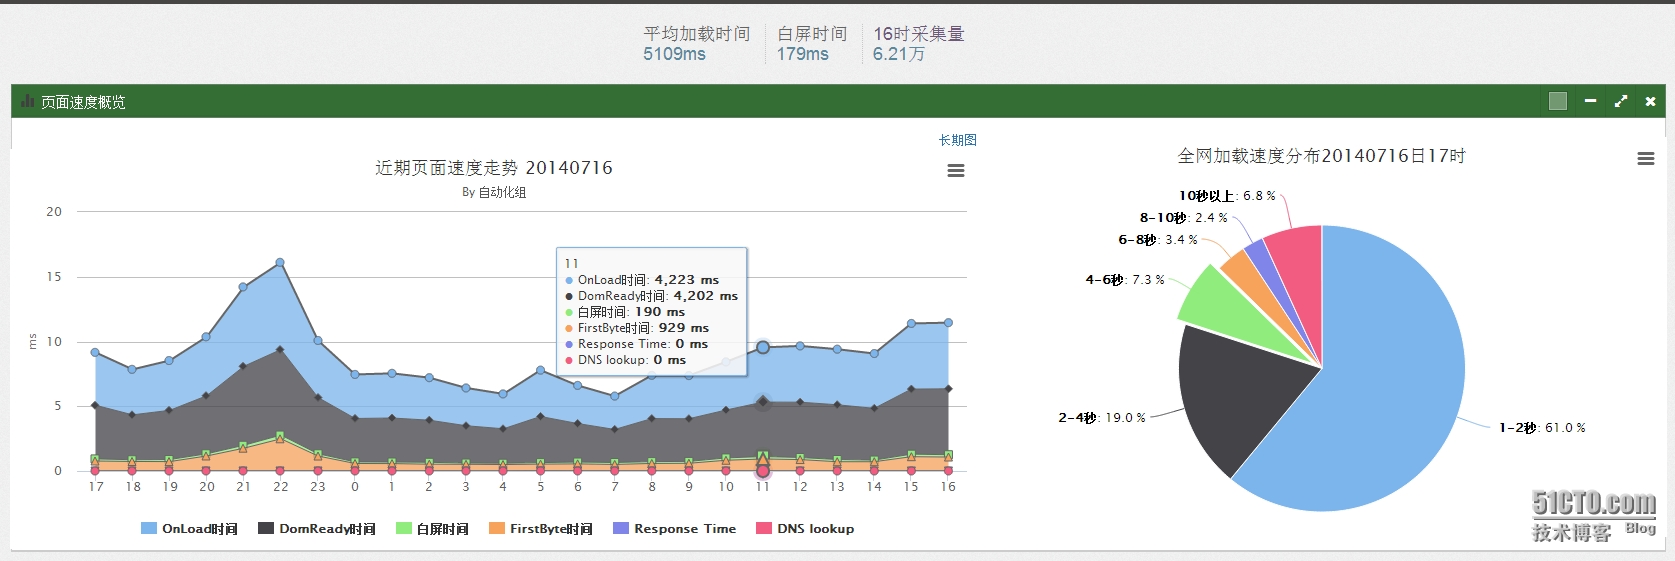 平均加载时间 白屏时间 16时采集量
5109ms 179ms 6.21万
页面速度概览
长期图
近期页面速度走势 20140716
By 自动化组
20
15
10
5
0
ms
11
OnLoad时间: 4,223 ms
DomReady时间: 4,202 ms
白屏时间: 190 ms
FirstByte时间: 929 ms
Response Time: 0 ms
DNS lookup: 0 ms
17 18 19 20 21 22 23 0 1 2 3 4 5 6 7 8 9 10 11 12 13 14 15 16
OnLoad时间 DomReady时间 白屏时间 FirstByte时间 Response Time DNS lookup
全网加载速度分布20140716日17时
10秒以上: 6.8 %
8-10秒: 2.4 %
6-8秒: 3.4 %
4-6秒: 7.3 %
2-4秒: 19.0 %
1-2秒: 61.0 %
51CTO.com
技术博客 Blog